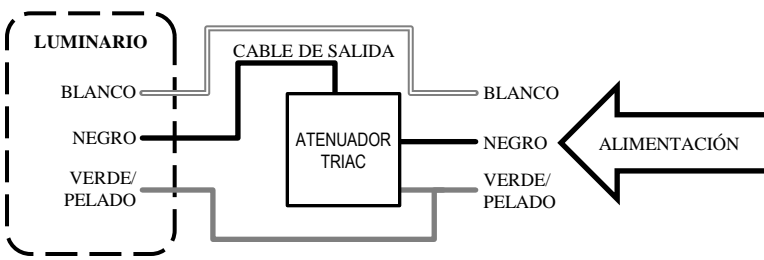 LUMINARIO
CABLE DE SALIDA
BLANCO
BLANCO
NEGRO
ATENUADOR
TRIAC
NEGRO
ALIMENTACIÓN
VERDE/
PELADO
VERDE/
PELADO